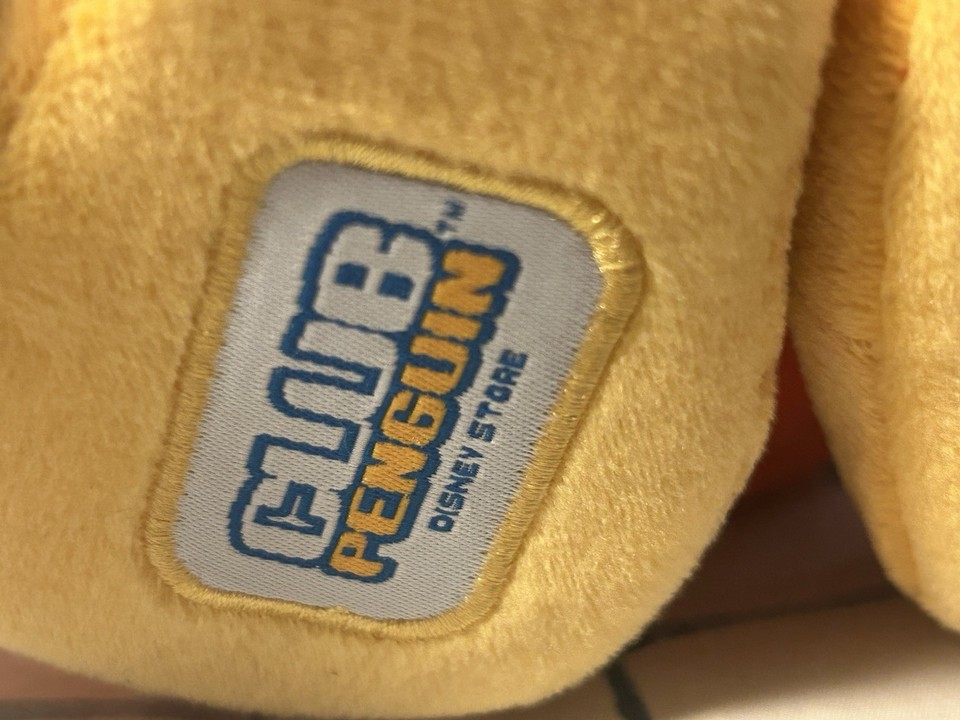 CLUB™
PENGUIN
DISNEY STORE